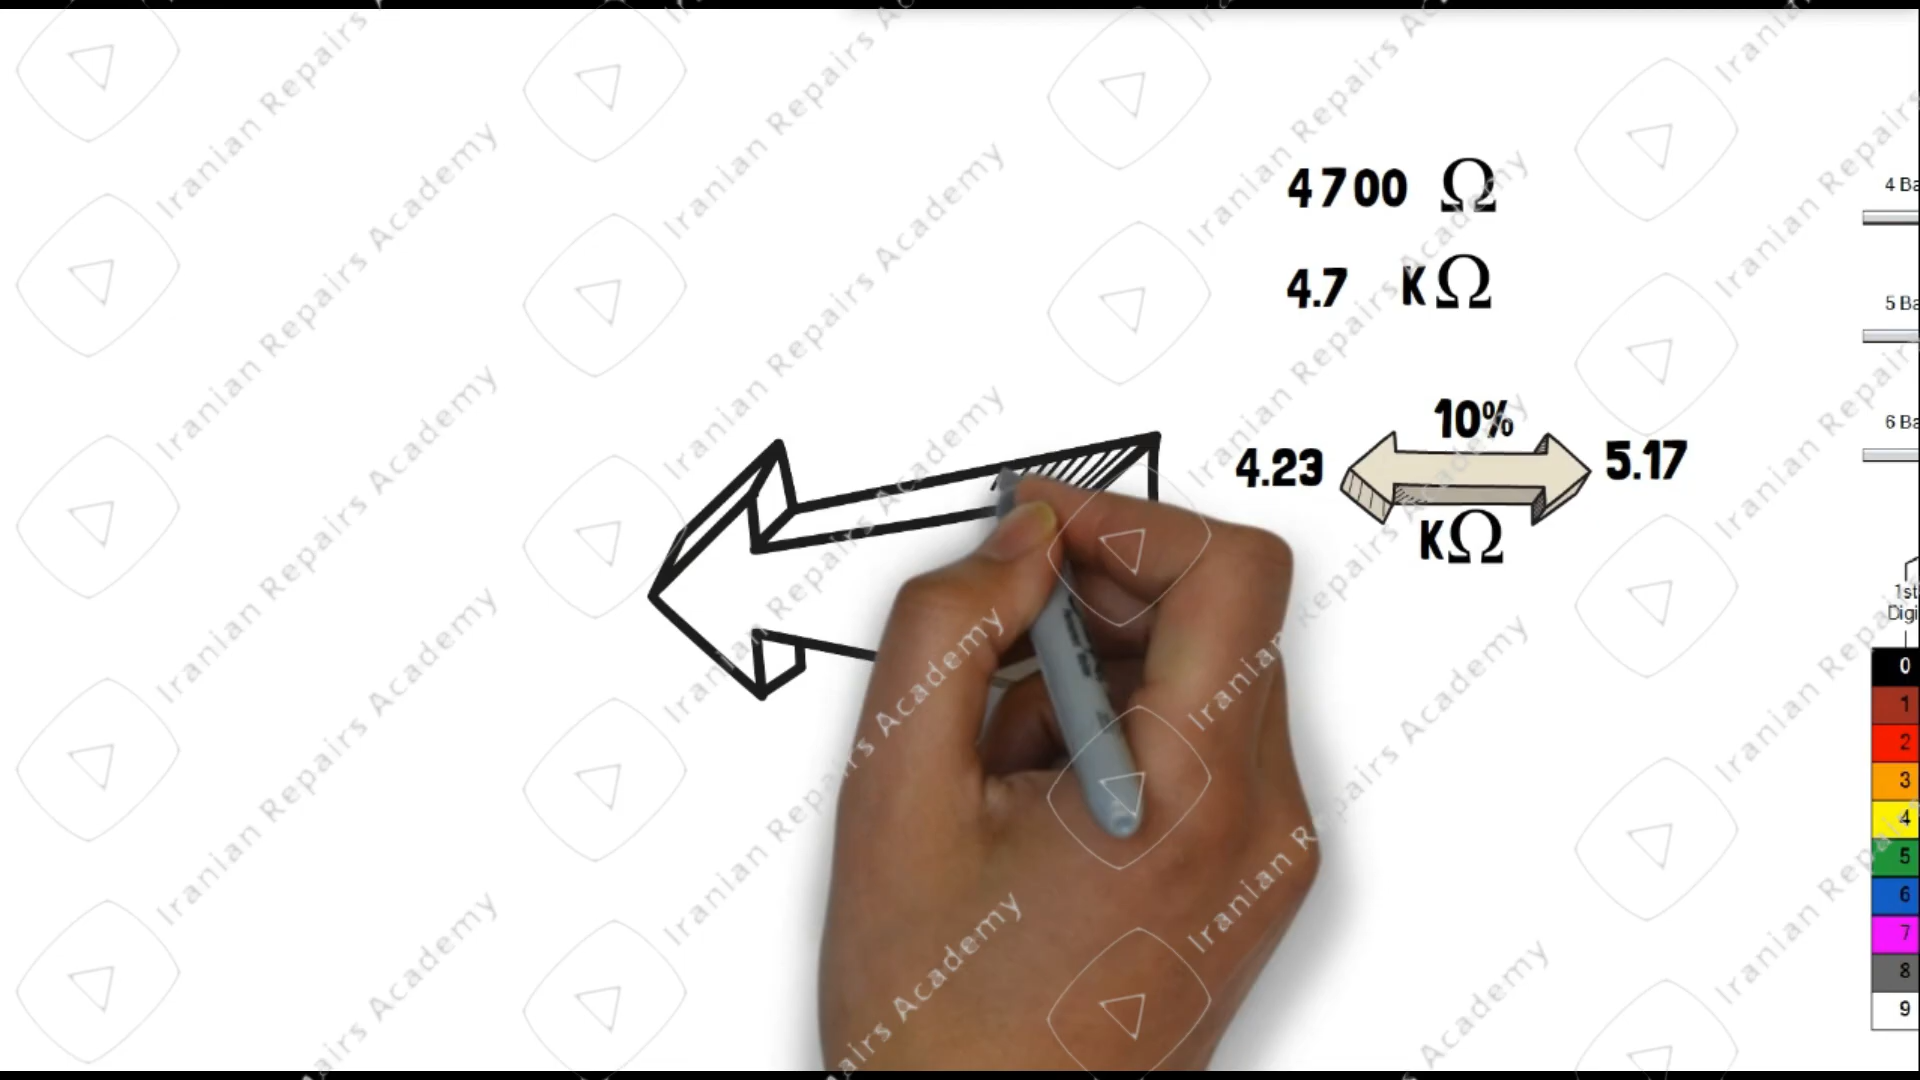 4700 Ω
4.7 KΩ
10%
4.23
5.17
KΩ
4 Ba
5 Ba
6 Ba
1st
Digi
0
1
2
3
4
5
6
7
8
9
Iranian Repairs Academy